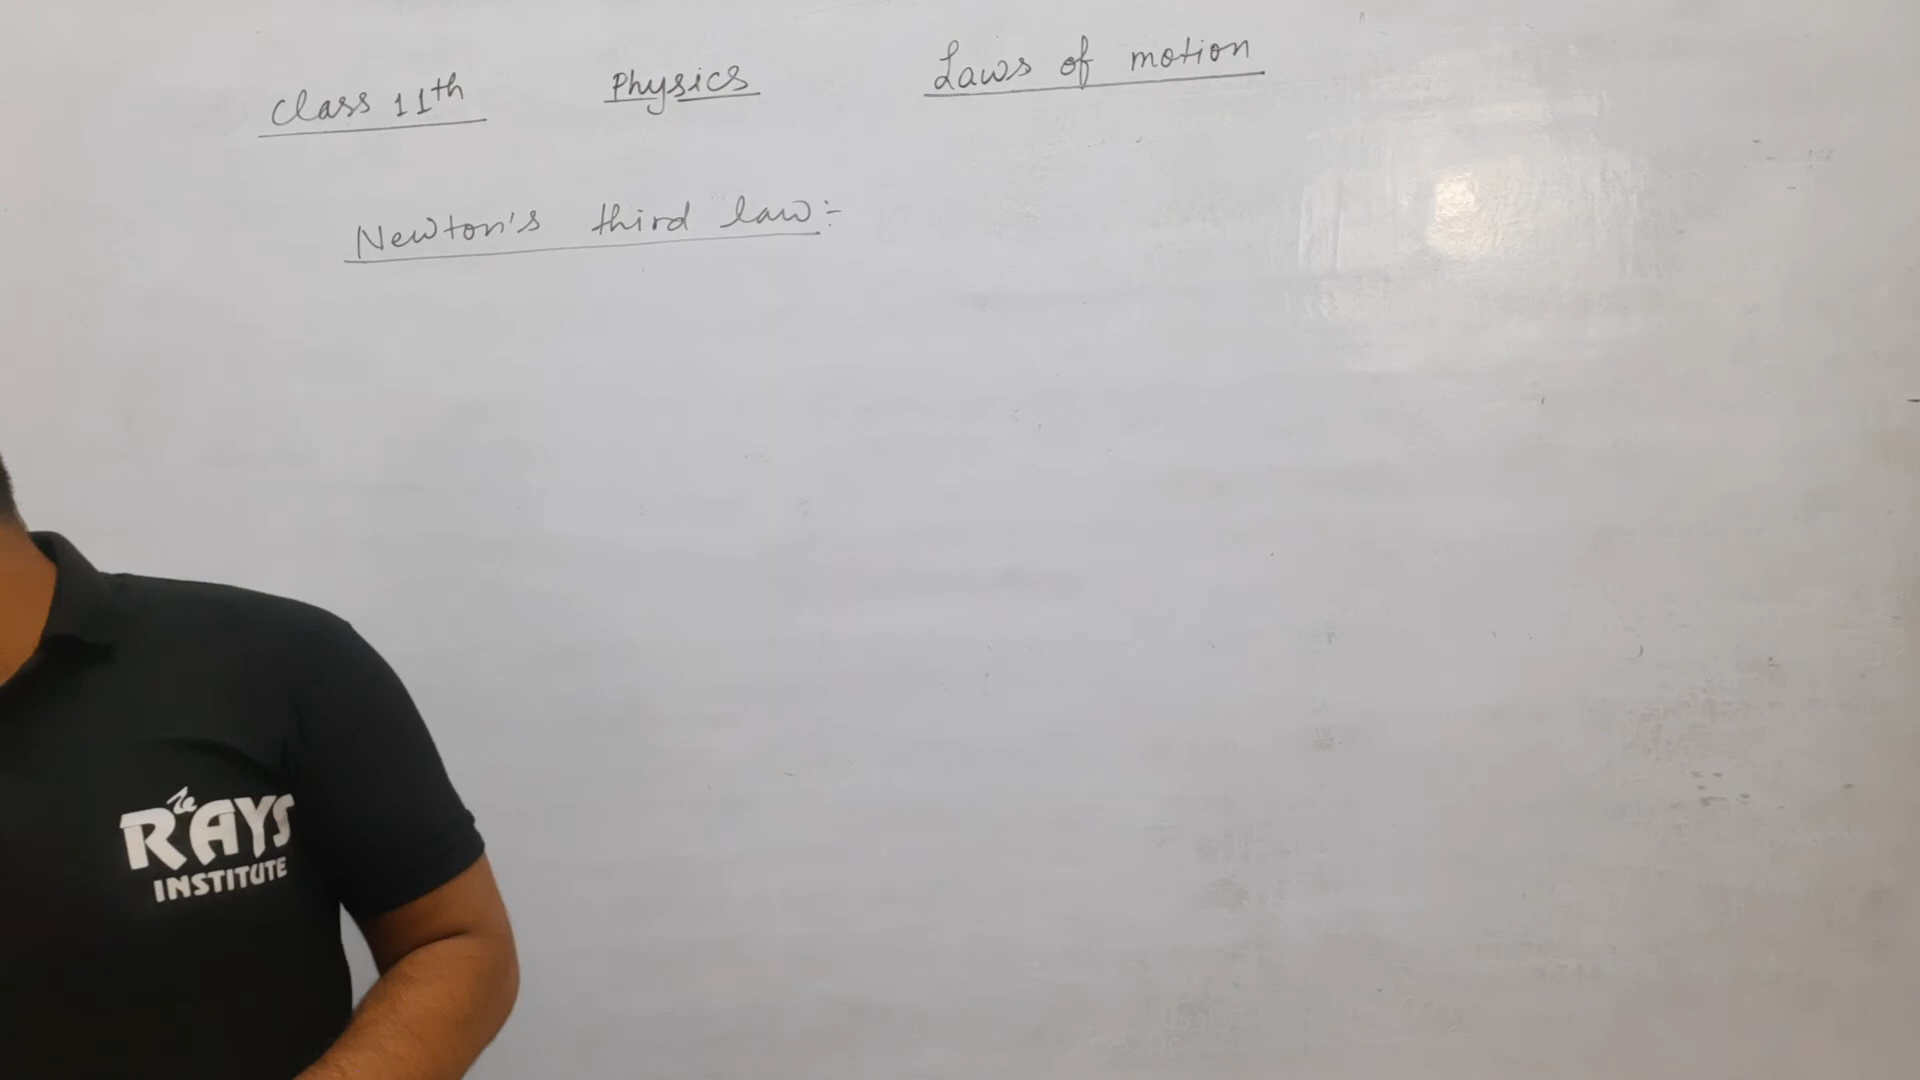 Class 11th Physics Laws of motion
Newton's third law:-
RAYS
INSTITUTE